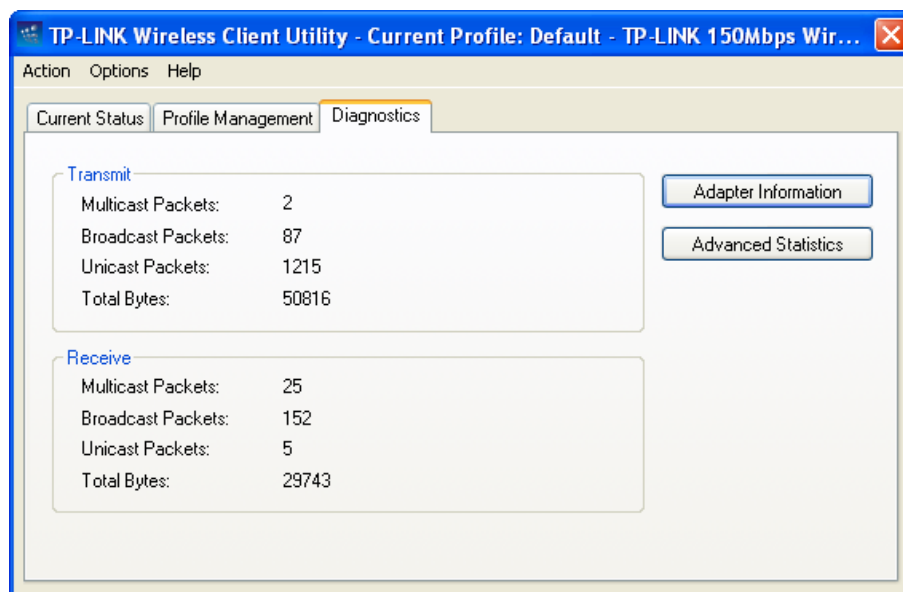 TP-LINK Wireless Client Utility - Current Profile: Default - TP-LINK 150Mbps Wir...
Action Options Help
Current Status Profile Management Diagnostics
Transmit
Multicast Packets: 2
Broadcast Packets: 87
Unicast Packets: 1215
Total Bytes: 50816
Adapter Information
Advanced Statistics
Receive
Multicast Packets: 25
Broadcast Packets: 152
Unicast Packets: 5
Total Bytes: 29743